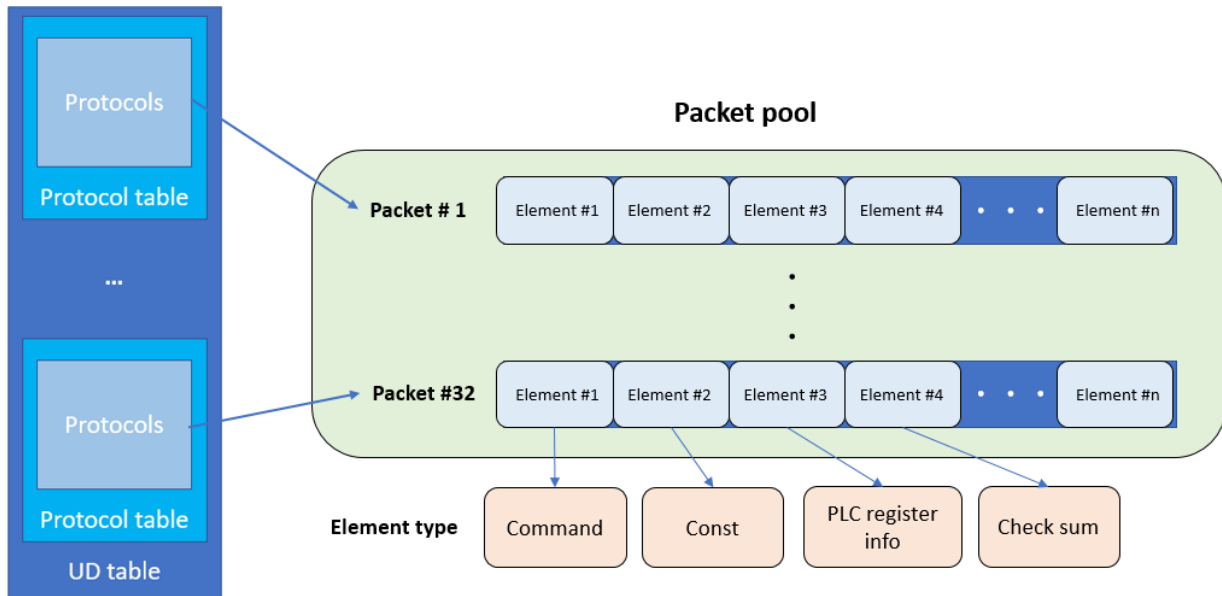 Protocols
Protocol table
...
Protocols
Protocol table
UD table
Packet pool
Packet # 1
Element #1 Element #2 Element #3 Element #4 • • • Element #n
•
•
•
Packet #32
Element #1 Element #2 Element #3 Element #4 • • • Element #n
Element type
Command
Const
PLC register
info
Check sum